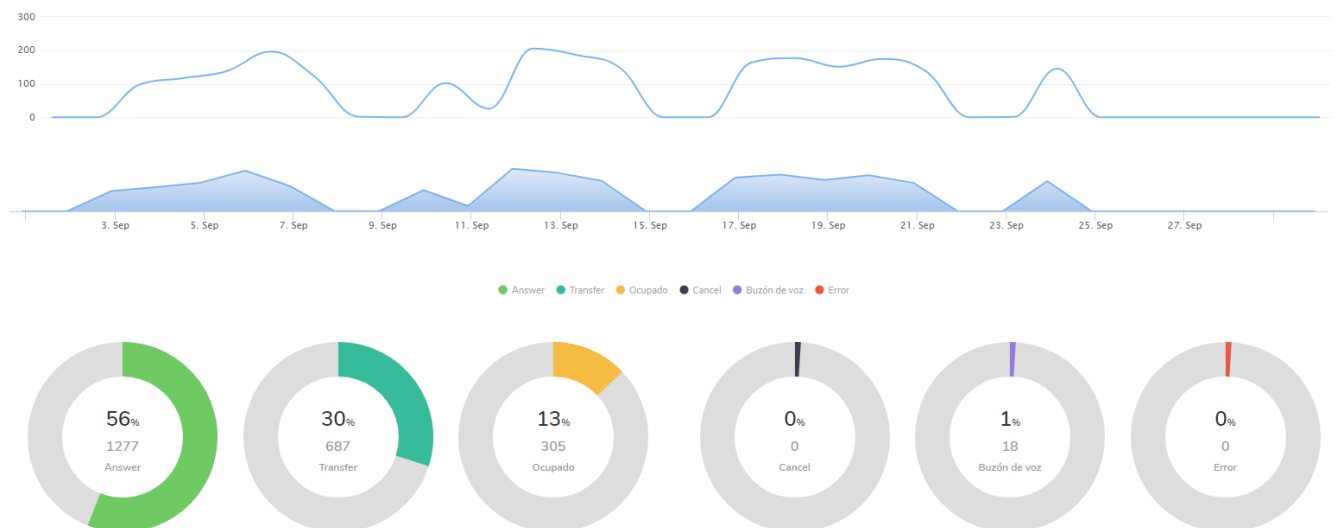 300
200
100
0
3. Sep 5. Sep 7. Sep 9. Sep 11. Sep 13. Sep 15. Sep 17. Sep 19. Sep 21. Sep 23. Sep 25. Sep 27. Sep
Answer Transfer Ocupado Cancel Buzón de voz Error
56% 30% 13% 0% 1% 0%
1277 687 305 0 18 0
Answer Transfer Ocupado Cancel Buzón de voz Error